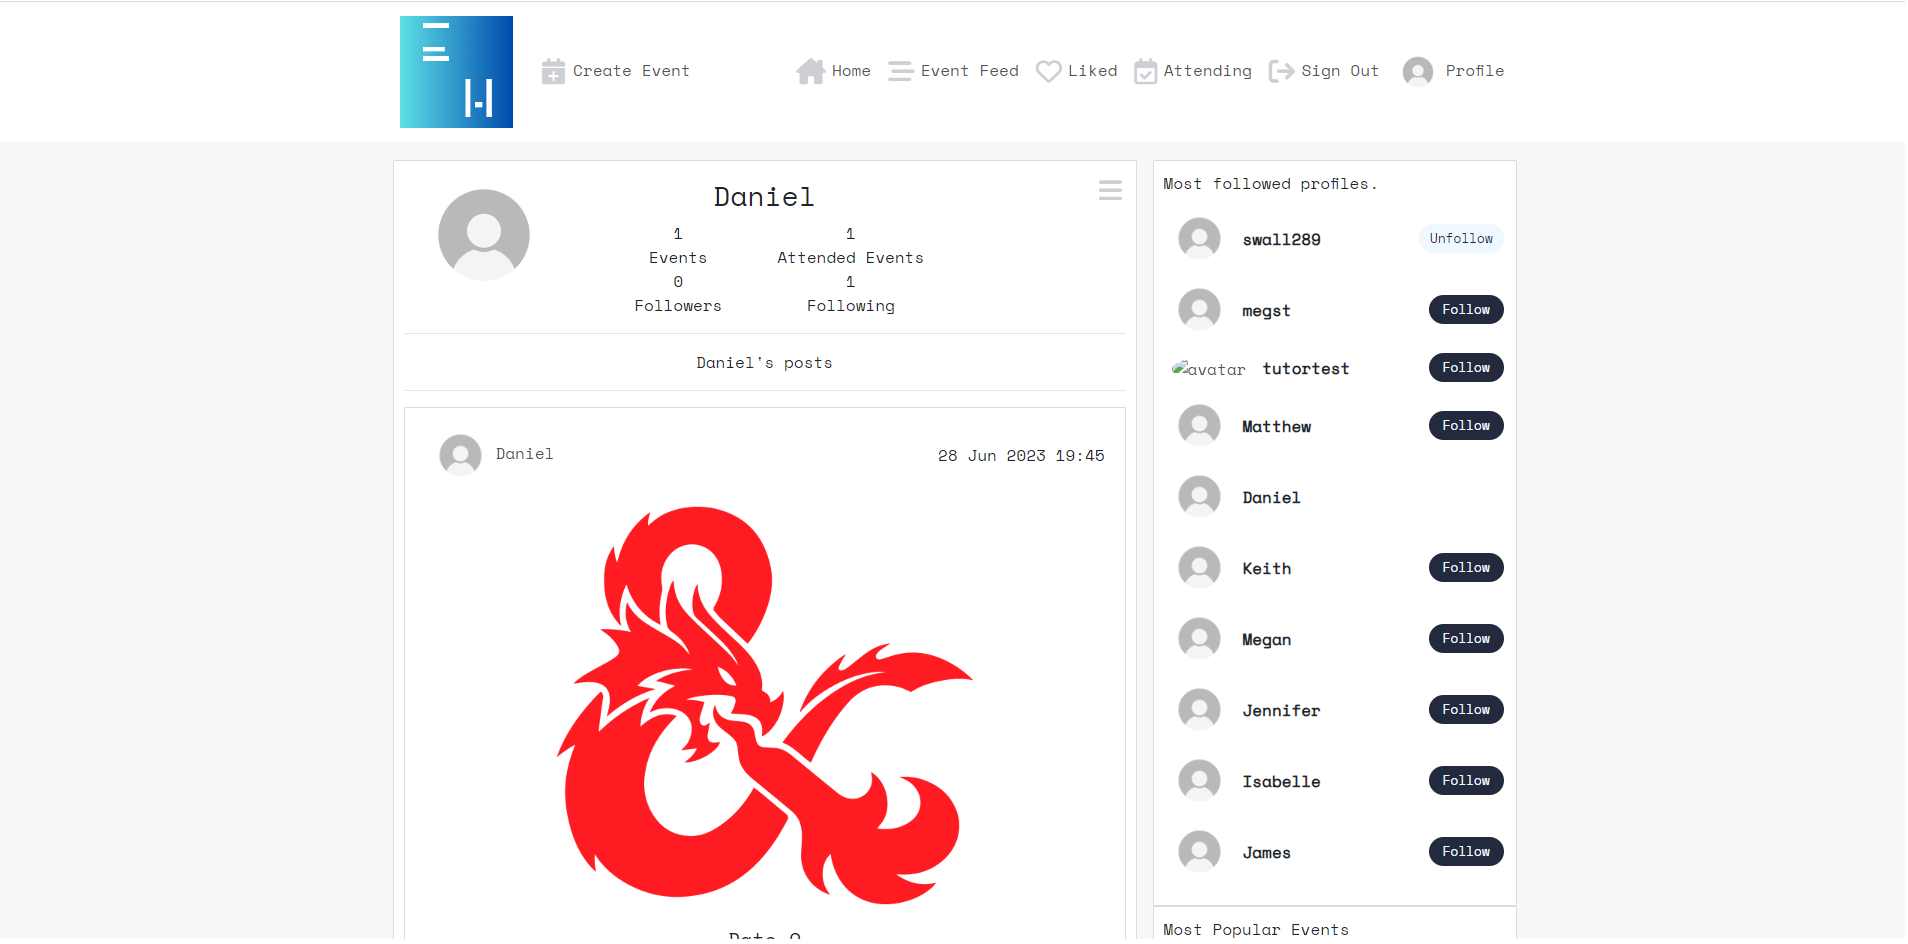 Create Event
Home
Event Feed
Liked
Attending
Sign Out
Profile
Daniel
1
Events
1
Attended Events
0
Followers
1
Following
Daniel's posts
Daniel
28 Jun 2023 19:45
Most followed profiles.
swall289
Unfollow
megst
Follow
avatar
tutortest
Follow
Matthew
Follow
Daniel
Keith
Follow
Megan
Follow
Jennifer
Follow
Isabelle
Follow
James
Follow
Most Popular Events